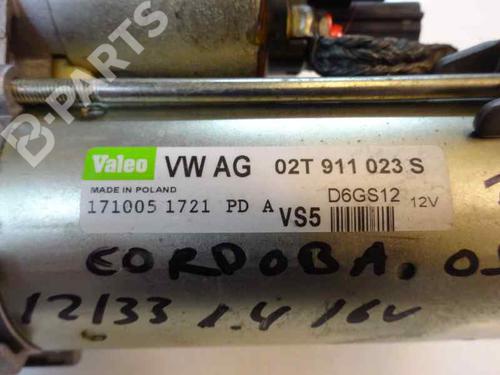 B-PARTS
Valeo VW AG 02T 911 023 S
MADE IN POLAND
D6GS12 12V
171005 1721 PD A VS5
CORDOBA. 05
12133 1.4 16V